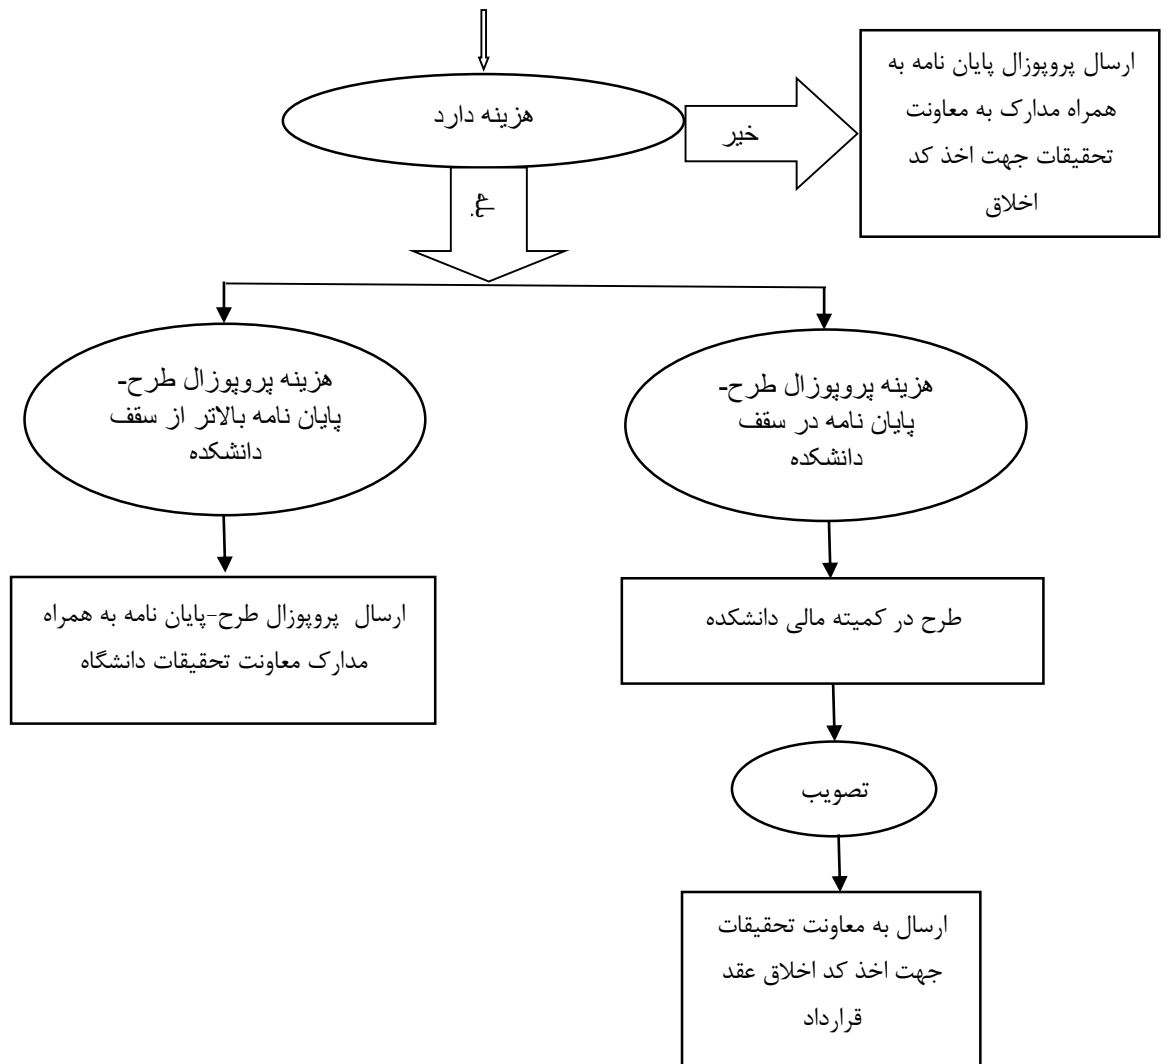 هزینه دارد
خیر
ارسال پروپوزال پایان نامه به
همراه مدارک به معاونت
تحقیقات جهت اخذ کد
اخلاق
بله
هزینه پروپوزال طرح-
پایان نامه در سقف
دانشکده
هزینه پروپوزال طرح-
پایان نامه بالاتر از سقف
دانشکده
طرح در کمیته مالی دانشکده
ارسال پروپوزال طرح-پایان نامه به همراه
مدارک معاونت تحقیقات دانشگاه
تصویب
ارسال به معاونت تحقیقات
جهت اخذ کد اخلاق عقد
قرارداد